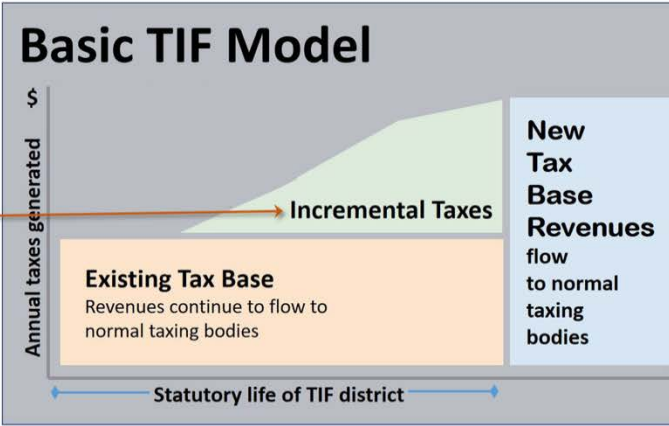 Basic TIF Model
$
Annual taxes generated
Incremental Taxes
Existing Tax Base
Revenues continue to flow to
normal taxing bodies
New
Tax
Base
Revenues
flow
to normal
taxing
bodies
Statutory life of TIF district